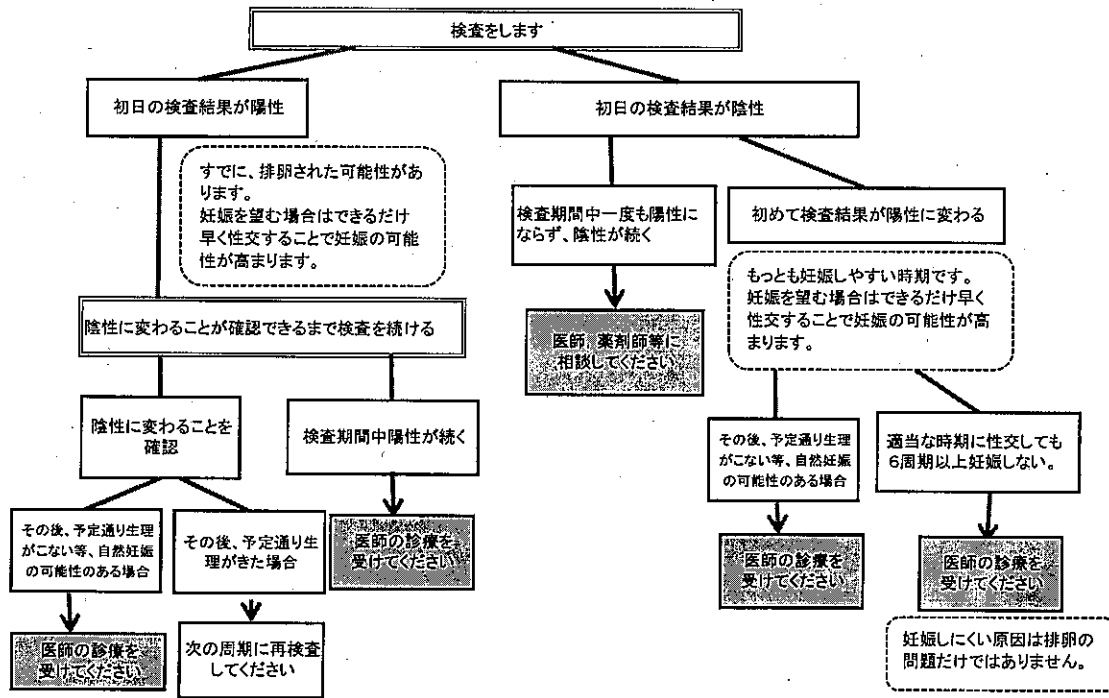 検査をします
初日の検査結果が陽性
初日の検査結果が陰性
すでに、排卵された可能性があ
ります。
妊娠を望む場合はできるだけ
早く性交することで妊娠の可能
性が高まります。
検査期間中一度も陽性に
ならず、陰性が続く
初めて検査結果が陽性に変わる
もっとも妊娠しやすい時期です。
妊娠を望む場合はできるだけ早く
性交することで妊娠の可能性が高
まります。
陰性に変わることが確認できるまで検査を続ける
医師、薬剤師等に
相談してください
陰性に変わることを
確認
検査期間中陽性が続く
その後、予定通り生理
がこない等、自然妊娠
の可能性のある場合
適当な時期に性交しても
6周期以上妊娠しない。
その後、予定通り生理
がこない等、自然妊娠
の可能性のある場合
その後、予定通り生
理がきた場合
医師の診療を
受けてください
医師の診療を
受けてください
医師の診療を
受けてください
医師の診療を
受けてください
次の周期に再検査
してください
妊娠しにくい原因は排卵の
問題だけではありません。